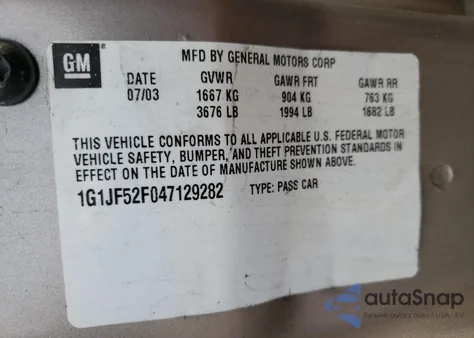 GM
MFD BY GENERAL MOTORS CORP
DATE GVWR GAWR FRT GAWR RR
07/03 1667 KG 904 KG 763 KG
3676 LB 1994 LB 1682 LB
THIS VEHICLE CONFORMS TO ALL APPLICABLE U.S. FEDERAL MOTOR
VEHICLE SAFETY, BUMPER, AND THEFT PREVENTION STANDARDS IN
EFFECT ON THE DATE OF MANUFACTURE SHOWN ABOVE.
1G1JF52F047129282 TYPE: PASS CAR
autoSnap